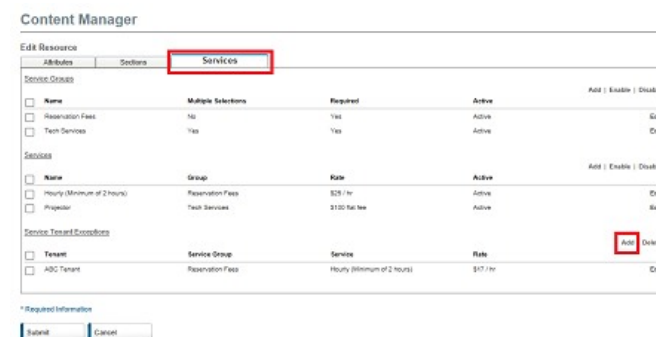 Content Manager
Edit Resource
Attributes Sections Services
Service Groups
Add | Enable | Disab
Name Multiple Selections Required Active
Reservation Fees No Yes Active E
Tech Services Yes Yes Active E
Services
Add | Enable | Disab
Name Group Rate Active
Hourly (Minimum of 2 hours) Reservation Fees $25 / hr Active E
Projector Tech Services $100 flat fee Active E
Service Tenant Exceptions
Add Dele
Tenant Service Group Service Rate
ABC Tenant Reservation Fees Hourly (Minimum of 2 hours) $17 / hr E
* Required Information
Submit Cancel